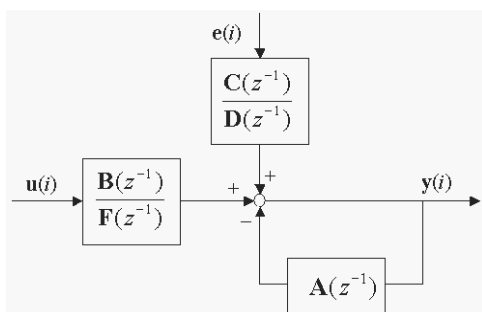 e(i)
C(z⁻¹)
D(z⁻¹)
+
u(i)
B(z⁻¹)
F(z⁻¹)
+
−
y(i)
A(z⁻¹)